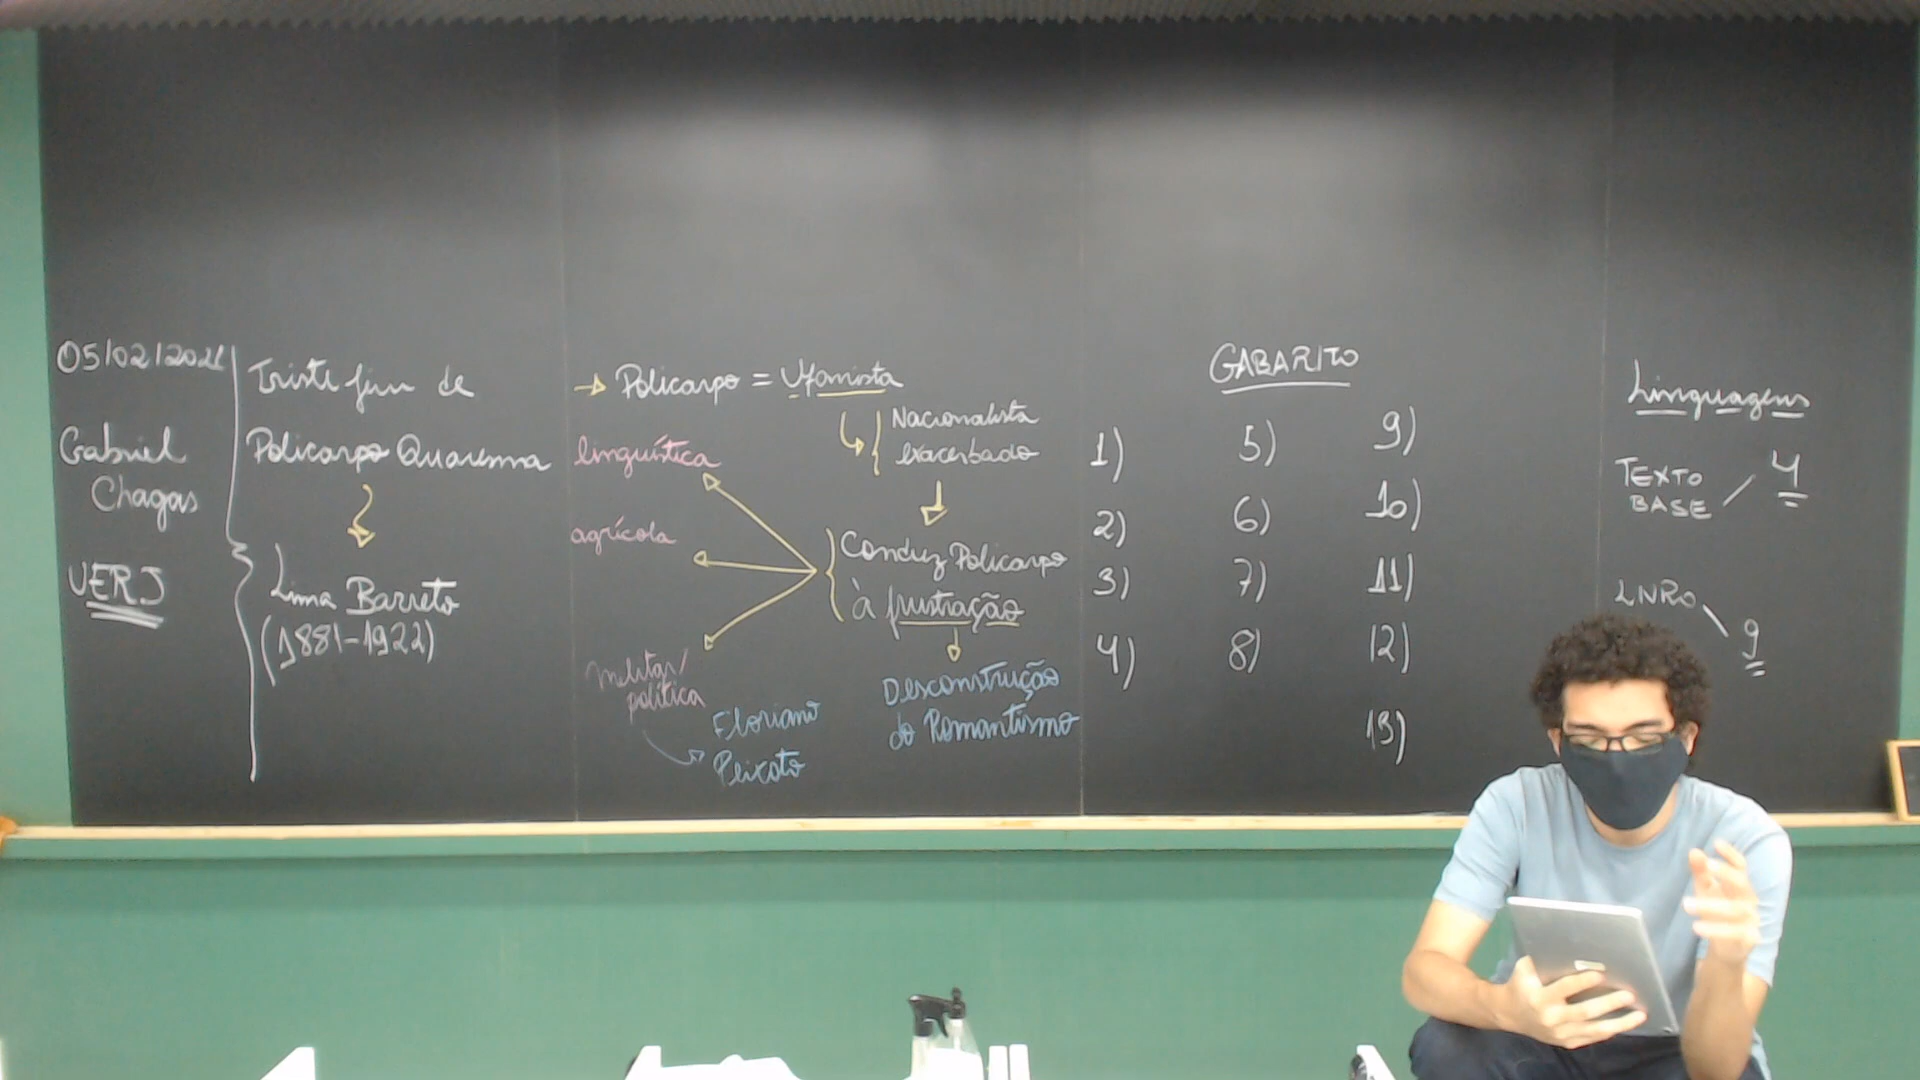 05/02/2021
Gabriel
Chagas
UERJ
Triste fim de
Policarpo Quaresma
Lima Barreto
(1881-1922)
→ Policarpo = Ufanista
Nacionalista
exacerbado
Conduz Policarpo
à frustração
Desconstrução
do Romantismo
linguística
agrícola
militar/
política
Floriano
Peixoto
GABARITO
1)
2)
3)
4)
5)
6)
7)
8)
9)
10)
11)
12)
13)
Linguagens
TEXTO
BASE
4
LIVRO
9